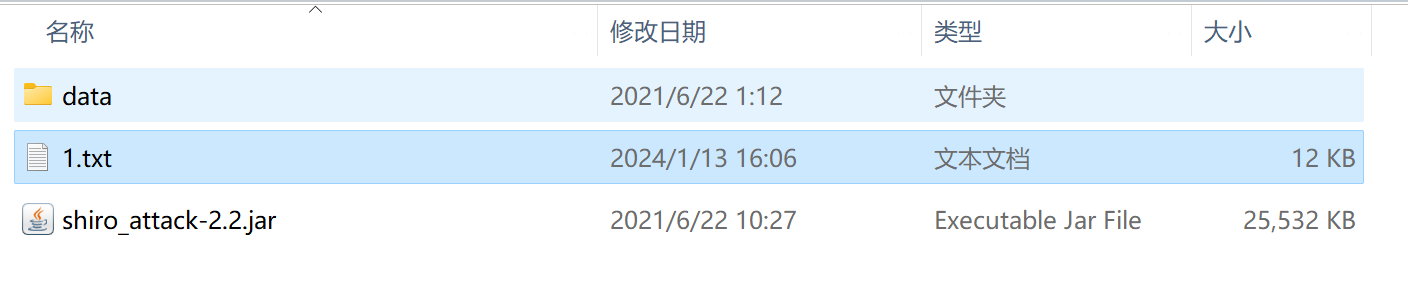 名称 修改日期 类型 大小
data 2021/6/22 1:12 文件夹
1.txt 2024/1/13 16:06 文本文档 12 KB
shiro_attack-2.2.jar 2021/6/22 10:27 Executable Jar File 25,532 KB